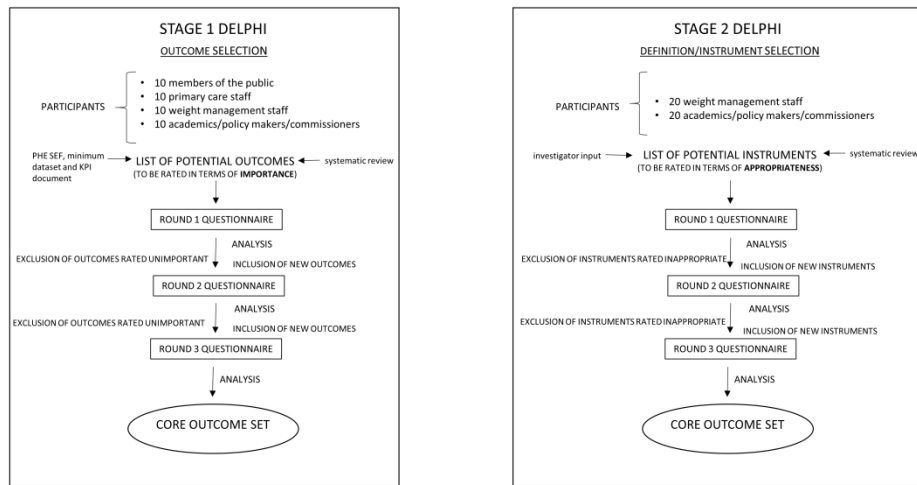 STAGE 1 DELPHI
OUTCOME SELECTION
PARTICIPANTS
• 10 members of the public
• 10 primary care staff
• 10 weight management staff
• 10 academics/policy makers/commissioners
PHE SEF, minimum
dataset and KPI
document
LIST OF POTENTIAL OUTCOMES
(TO BE RATED IN TERMS OF IMPORTANCE)
systematic review
ROUND 1 QUESTIONNAIRE
ANALYSIS
EXCLUSION OF OUTCOMES RATED UNIMPORTANT
INCLUSION OF NEW OUTCOMES
ROUND 2 QUESTIONNAIRE
ANALYSIS
EXCLUSION OF OUTCOMES RATED UNIMPORTANT
INCLUSION OF NEW OUTCOMES
ROUND 3 QUESTIONNAIRE
ANALYSIS
CORE OUTCOME SET
STAGE 2 DELPHI
DEFINITION/INSTRUMENT SELECTION
PARTICIPANTS
• 20 weight management staff
• 20 academics/policy makers/commissioners
investigator input
LIST OF POTENTIAL INSTRUMENTS
(TO BE RATED IN TERMS OF APPROPRIATENESS)
systematic review
ROUND 1 QUESTIONNAIRE
ANALYSIS
EXCLUSION OF INSTRUMENTS RATED INAPPROPRIATE
INCLUSION OF NEW INSTRUMENTS
ROUND 2 QUESTIONNAIRE
ANALYSIS
EXCLUSION OF INSTRUMENTS RATED INAPPROPRIATE
INCLUSION OF NEW INSTRUMENTS
ROUND 3 QUESTIONNAIRE
ANALYSIS
CORE OUTCOME SET